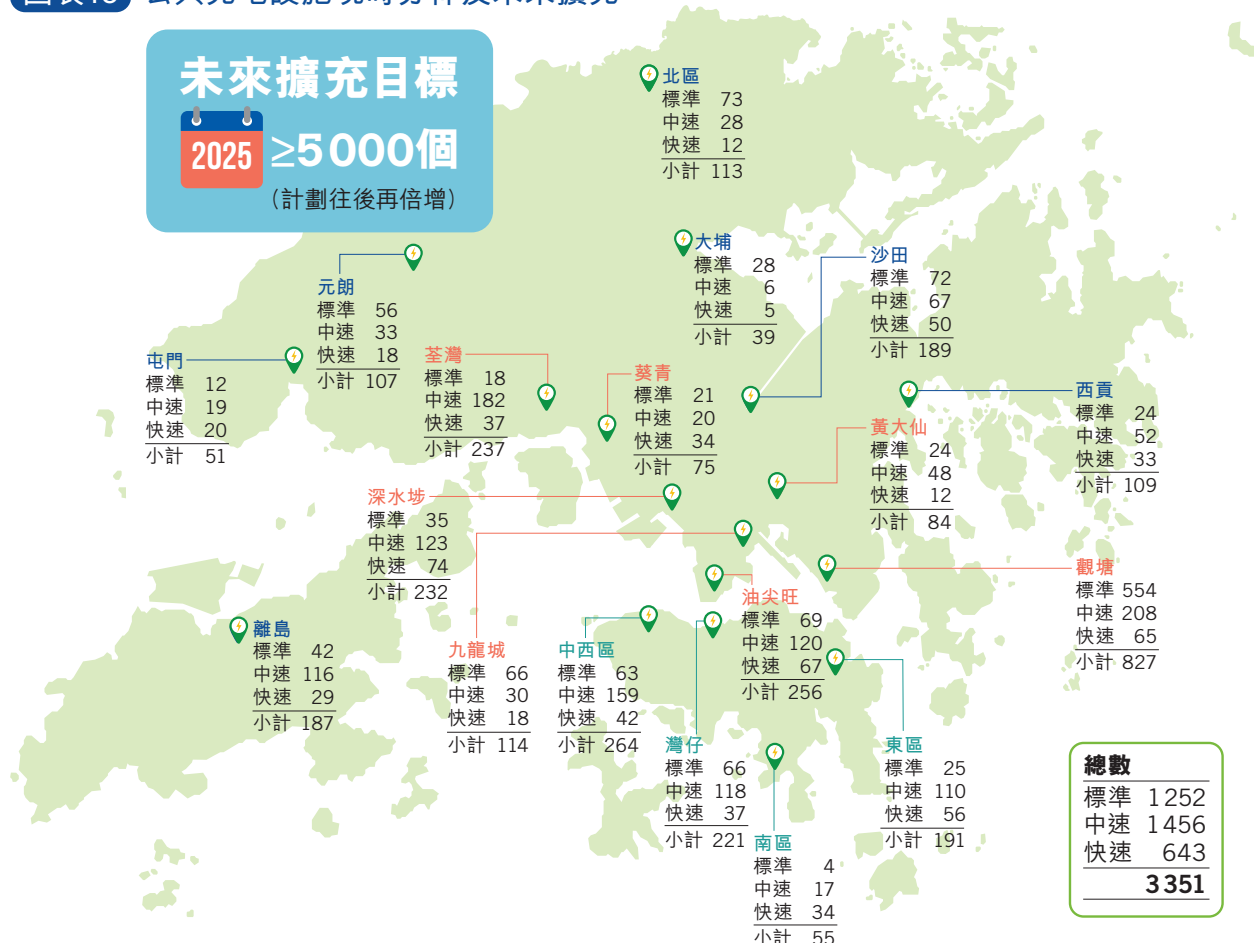 公共充電設施現時分佈及未來擴充
未來擴充目標
2025 ≥5000個
(計劃往後再倍增)
北區
標準 73
中速 28
快速 12
小計 113
大埔
標準 28
中速 6
快速 5
小計 39
沙田
標準 72
中速 67
快速 50
小計 189
元朗
標準 56
中速 33
快速 18
小計 107
屯門
標準 12
中速 19
快速 20
小計 51
荃灣
標準 18
中速 182
快速 37
小計 237
葵青
標準 21
中速 20
快速 34
小計 75
黃大仙
標準 24
中速 48
快速 12
小計 84
西貢
標準 24
中速 52
快速 33
小計 109
深水埗
標準 35
中速 123
快速 74
小計 232
觀塘
標準 554
中速 208
快速 65
小計 827
油尖旺
標準 69
中速 120
快速 67
小計 256
離島
標準 42
中速 116
快速 29
小計 187
九龍城
標準 66
中速 30
快速 18
小計 114
中西區
標準 63
中速 159
快速 42
小計 264
灣仔
標準 66
中速 118
快速 37
小計 221
東區
標準 25
中速 110
快速 56
小計 191
南區
標準 4
中速 17
快速 34
小計 55
總數
標準 1252
中速 1456
快速 643
3351